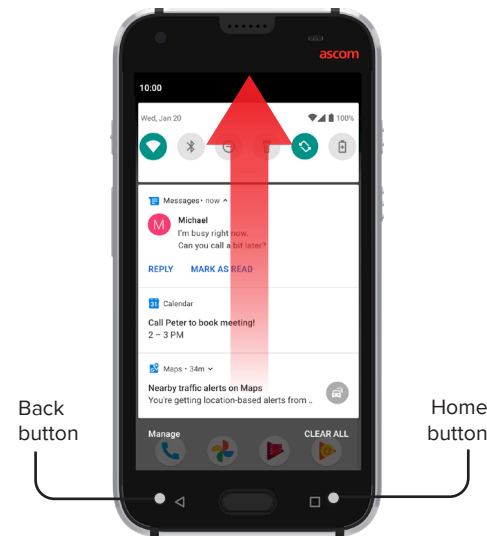 ascom
10:00
Wed, Jan 20
100%
Messages • now
M
Michael
I'm busy right now.
Can you call a bit later?
REPLY MARK AS READ
31 Calendar
Call Peter to book meeting!
2 – 3 PM
Maps • 34m
Nearby traffic alerts on Maps
You're getting location-based alerts from ..
Manage CLEAR ALL
Back
button
Home
button